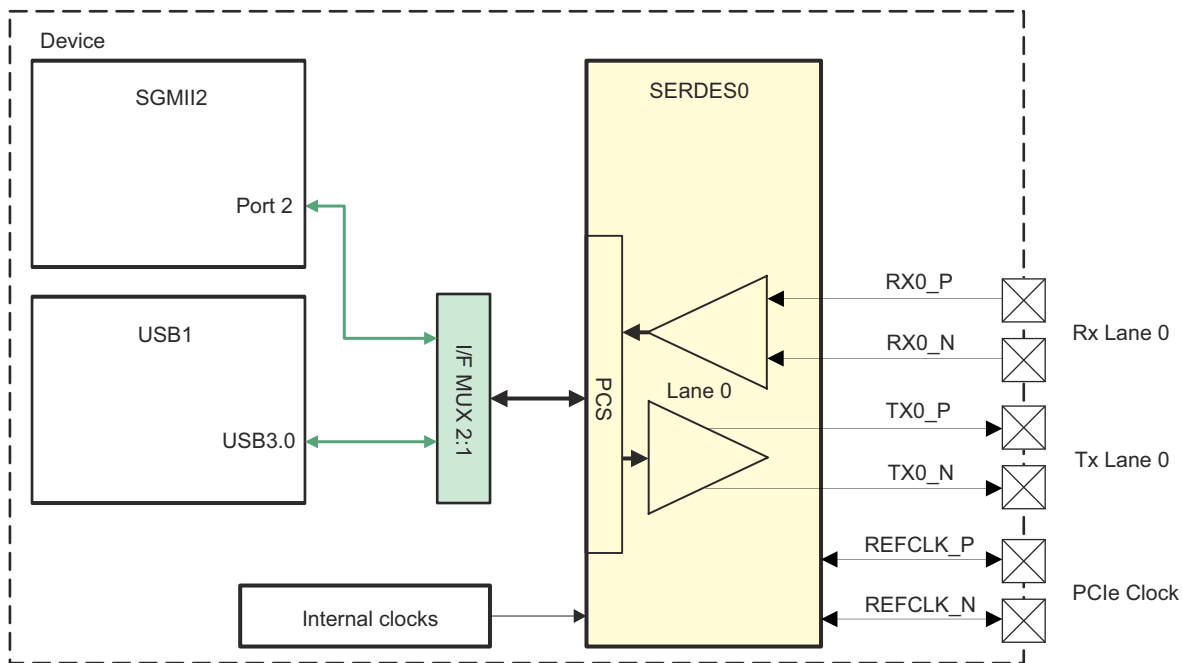 Device
SGMII2
Port 2
USB1
USB3.0
I/F MUX 2:1
Internal clocks
SERDES0
PCS
Lane 0
RX0_P
RX0_N
TX0_P
TX0_N
REFCLK_P
REFCLK_N
Rx Lane 0
Tx Lane 0
PCIe Clock